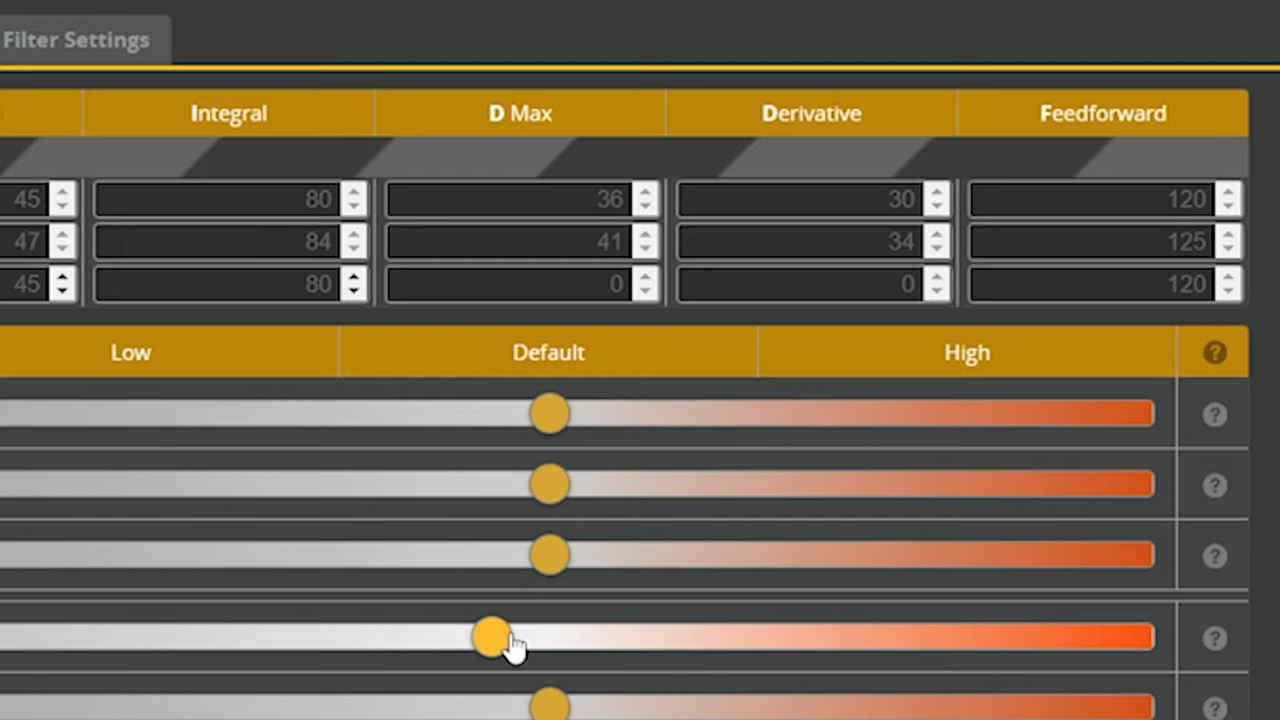 Filter Settings
Integral D Max Derivative Feedforward
45 80 36 30 120
47 84 41 34 125
45 80 0 0 120
Low Default High ?
?
?
?
?
?